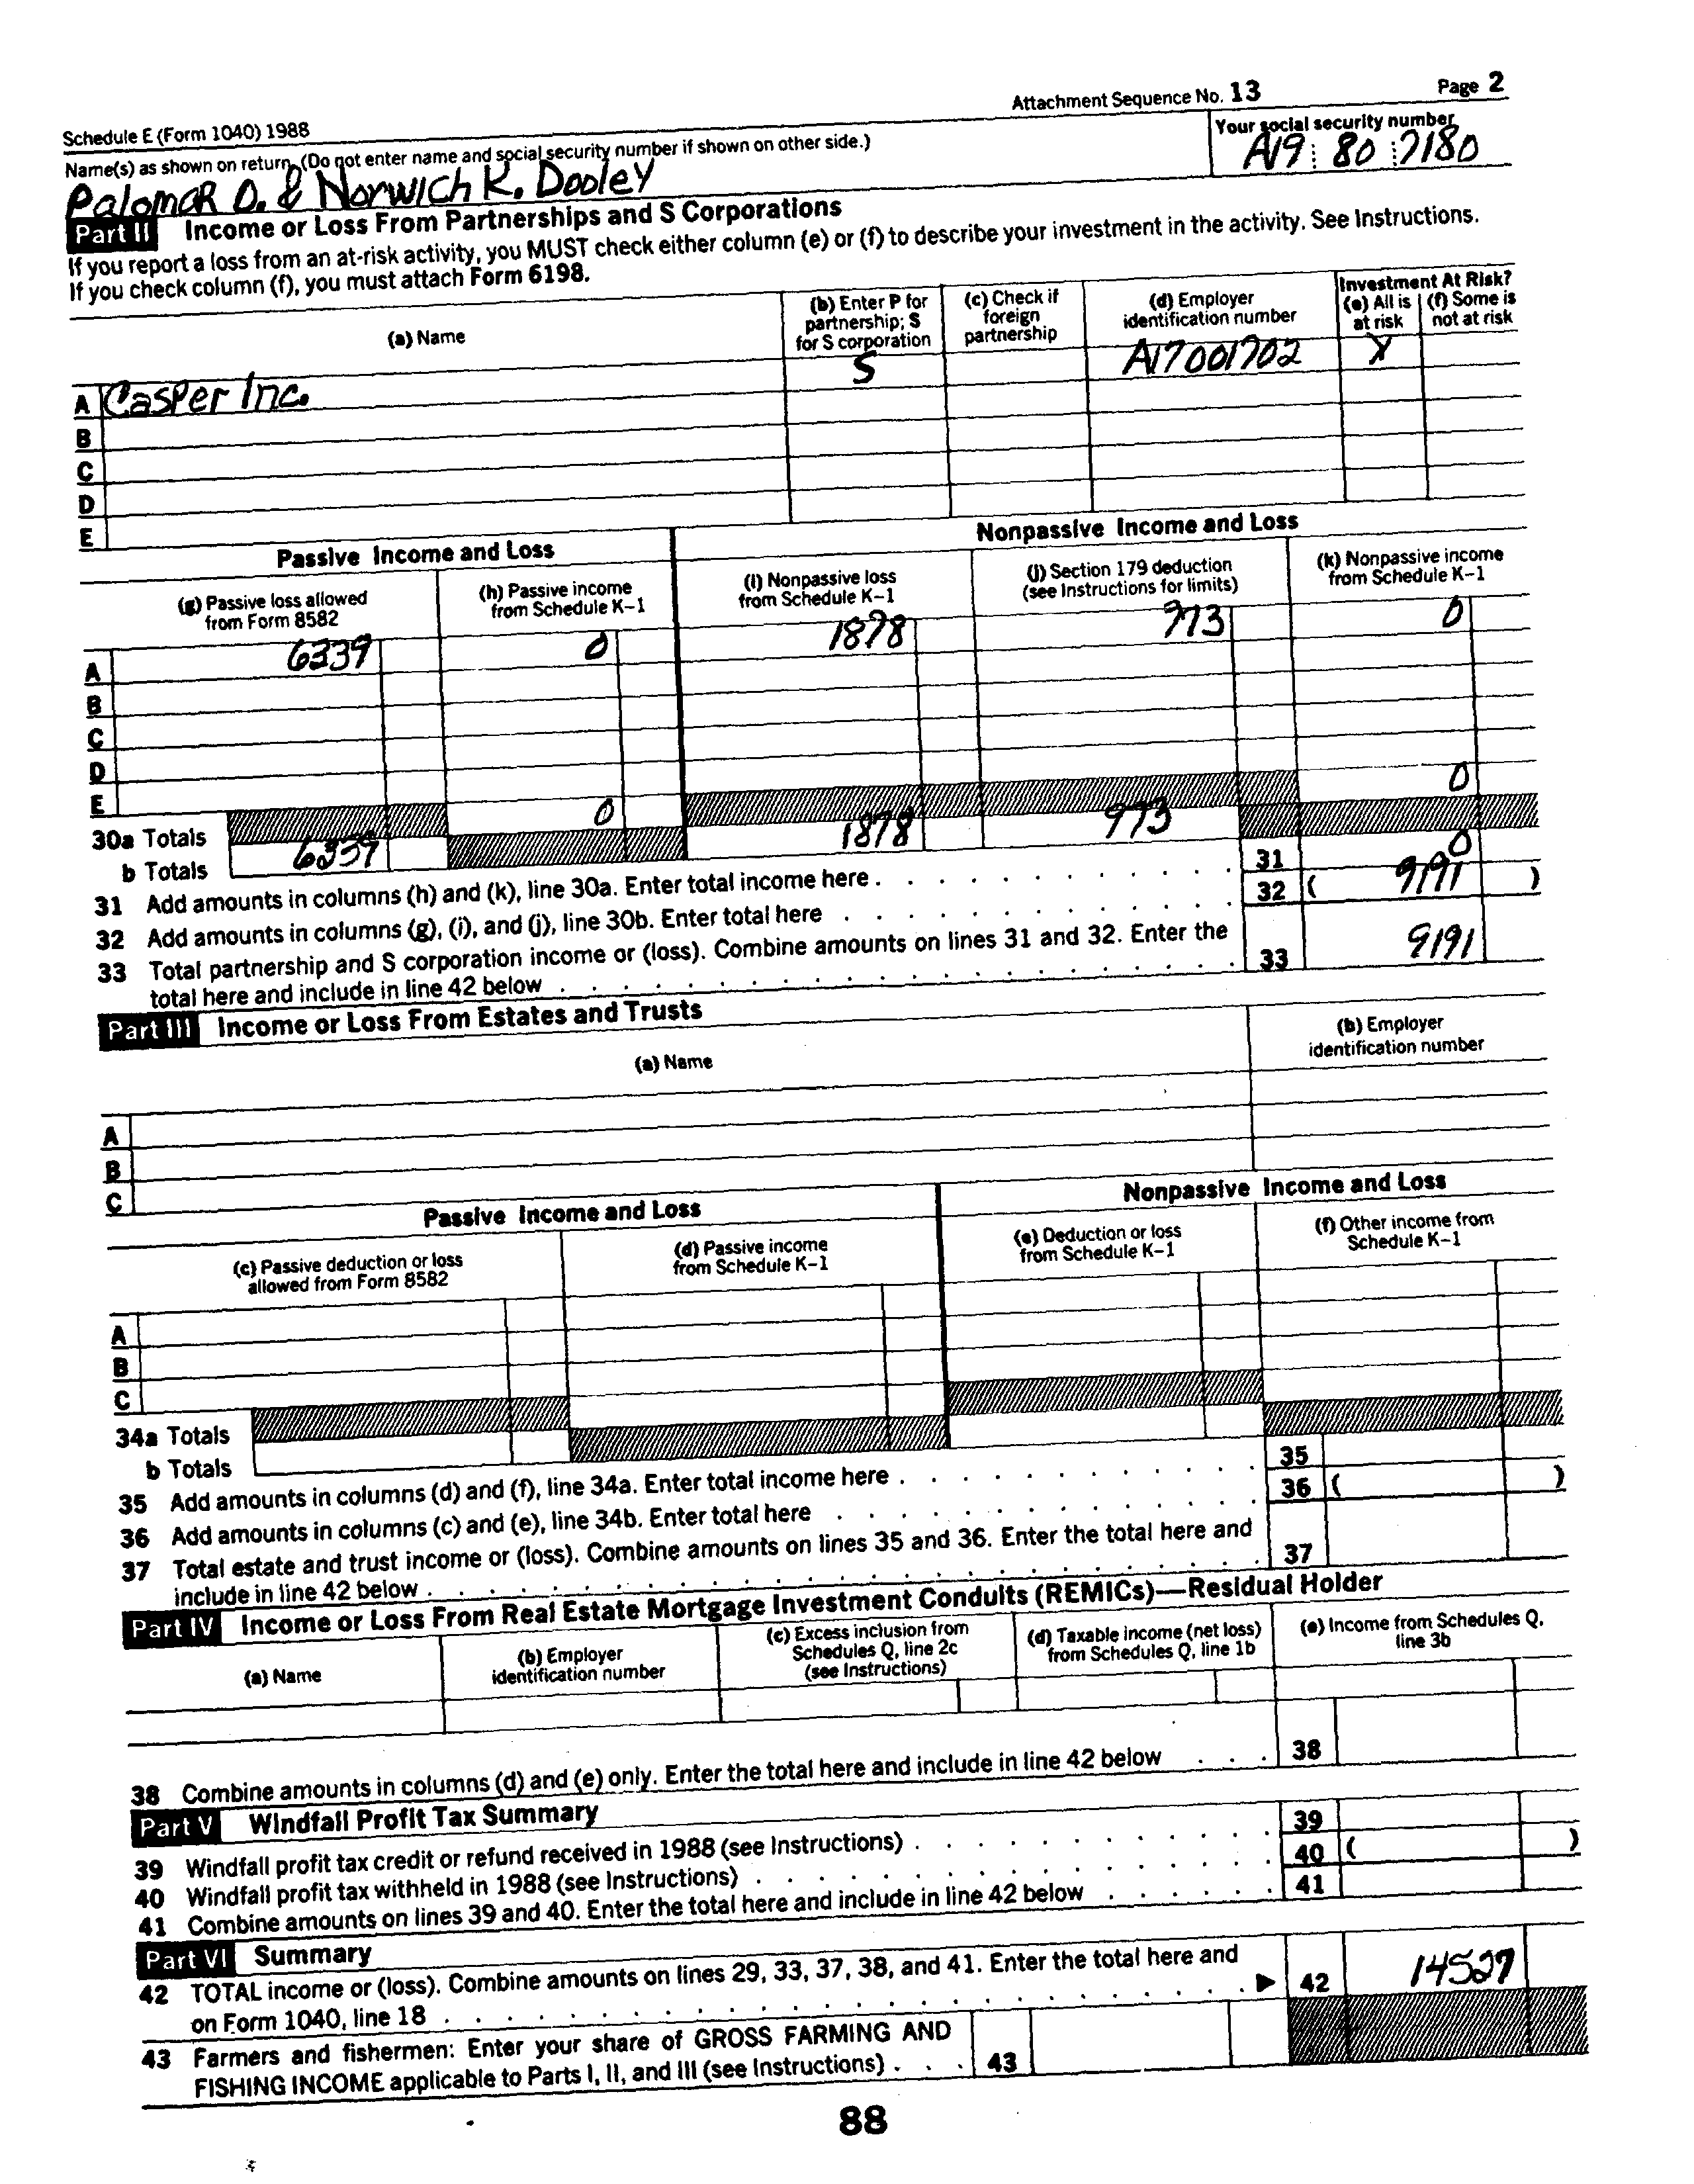 Attachment Sequence No. 13 Page 2
Schedule E (Form 1040) 1988
Name(s) as shown on return. (Do not enter name and social security number if shown on other side.) Your social security number
Palomar D. & Norwich K. Dooley A19 80 7180
Part II Income or Loss From Partnerships and S Corporations
If you report a loss from an at-risk activity, you MUST check either column (e) or (f) to describe your investment in the activity. See Instructions.
If you check column (f), you must attach Form 6198.
(a) Name
(b) Enter P for partnership; S for S corporation
(c) Check if foreign partnership
(d) Employer identification number
Investment At Risk?
(e) All is at risk
(f) Some is not at risk
A Casper Inc. S A17001702 X
B
C
D
E
Passive Income and Loss Nonpassive Income and Loss
(g) Passive loss allowed from Form 8582
(h) Passive income from Schedule K-1
(i) Nonpassive loss from Schedule K-1
(j) Section 179 deduction (see Instructions for limits)
(k) Nonpassive income from Schedule K-1
A 6339 0 1878 973 0
B
C
D
E
30a Totals 0 0
b Totals 6339 1878 973
31 Add amounts in columns (h) and (k), line 30a. Enter total income here . 31 0
32 Add amounts in columns (g), (i), and (j), line 30b. Enter total here 32 ( 9191 )
33 Total partnership and S corporation income or (loss). Combine amounts on lines 31 and 32. Enter the
total here and include in line 42 below 33 9191
Part III Income or Loss From Estates and Trusts
(a) Name
(b) Employer identification number
A
B
C
Passive Income and Loss Nonpassive Income and Loss
(c) Passive deduction or loss allowed from Form 8582
(d) Passive income from Schedule K-1
(e) Deduction or loss from Schedule K-1
(f) Other income from Schedule K-1
A
B
C
34a Totals
b Totals
35 Add amounts in columns (d) and (f), line 34a. Enter total income here . 35
36 Add amounts in columns (c) and (e), line 34b. Enter total here 36 ( )
37 Total estate and trust income or (loss). Combine amounts on lines 35 and 36. Enter the total here and
include in line 42 below . 37
Part IV Income or Loss From Real Estate Mortgage Investment Conduits (REMICs)—Residual Holder
(a) Name
(b) Employer identification number
(c) Excess inclusion from Schedules Q, line 2c (see Instructions)
(d) Taxable income (net loss) from Schedules Q, line 1b
(e) Income from Schedules Q, line 3b
38 Combine amounts in columns (d) and (e) only. Enter the total here and include in line 42 below 38
Part V Windfall Profit Tax Summary
39 Windfall profit tax credit or refund received in 1988 (see Instructions) . 39
40 Windfall profit tax withheld in 1988 (see Instructions) 40 ( )
41 Combine amounts on lines 39 and 40. Enter the total here and include in line 42 below 41
Part VI Summary
42 TOTAL income or (loss). Combine amounts on lines 29, 33, 37, 38, and 41. Enter the total here and
on Form 1040, line 18 ▶ 42 14527
43 Farmers and fishermen: Enter your share of GROSS FARMING AND
FISHING INCOME applicable to Parts I, II, and III (see Instructions) . 43
88